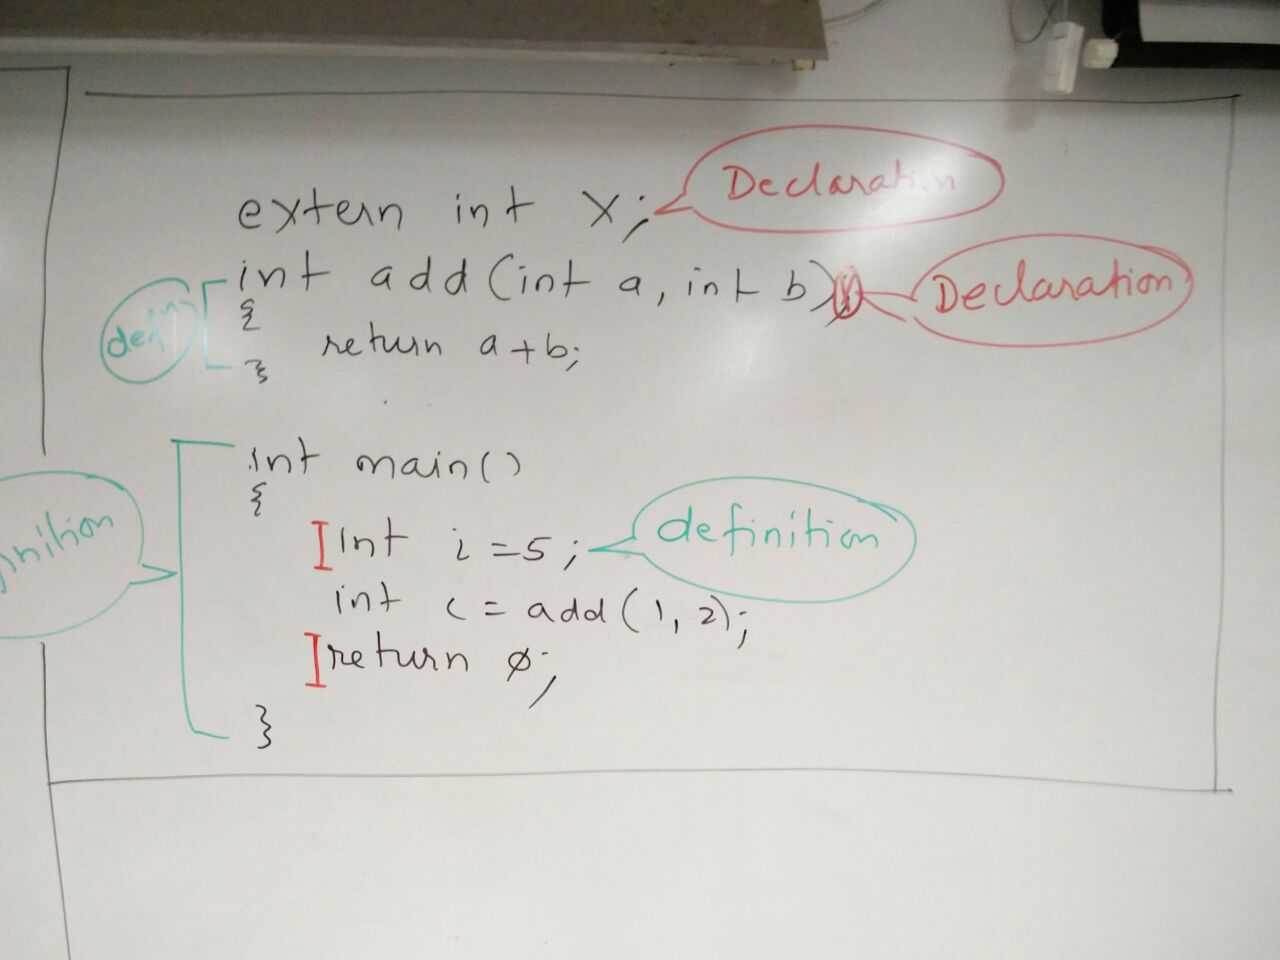 extern int x; Declaration
int add(int a, int b); Declaration
defn
{
return a+b;
}
int main()
{
int i=5; definition
finition
int c = add(1, 2);
return 0;
}